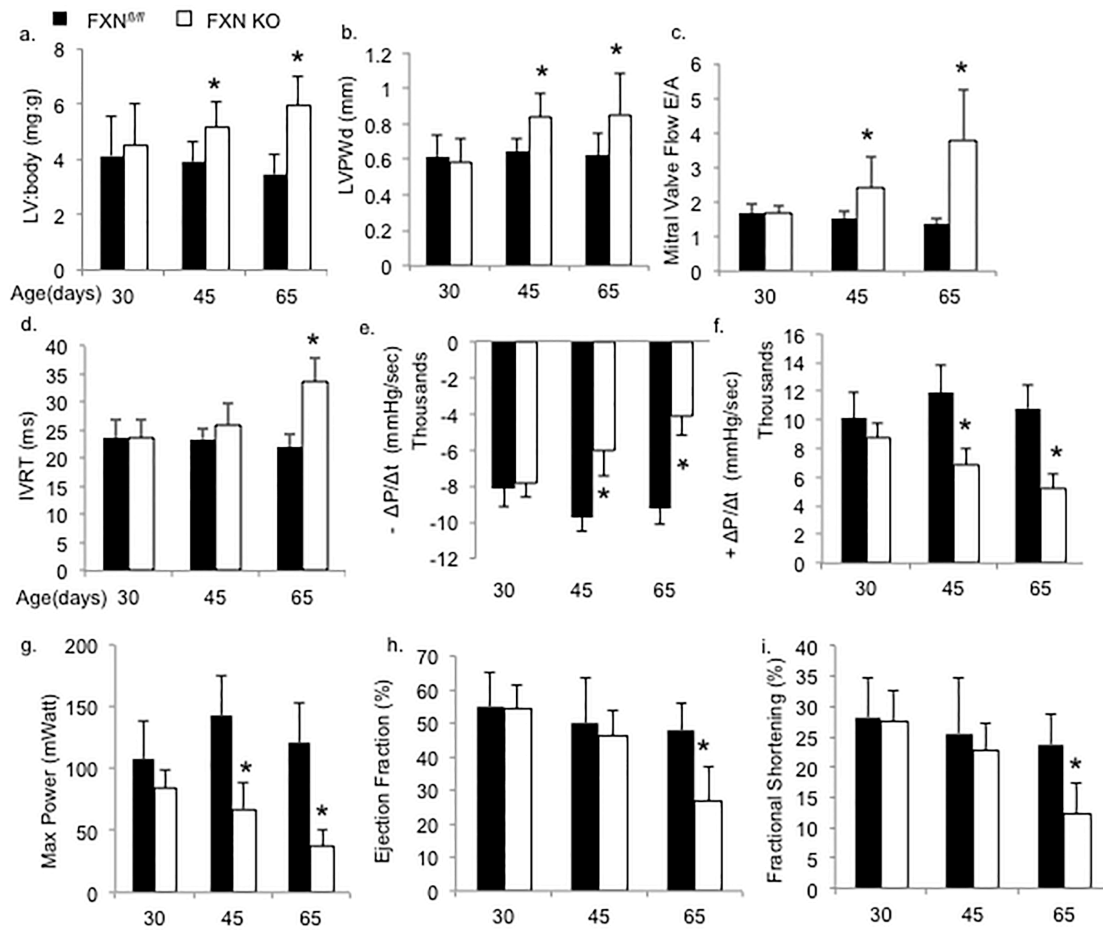 FXNfl/fl FXN KO
a.
LV:body (mg:g)
8
6
4
2
0
* *
Age(days) 30 45 65
b.
LVPWd (mm)
1.2
1
0.8
0.6
0.4
0.2
0
* *
30 45 65
c.
Mitral Valve Flow E/A
6
5
4
3
2
1
0
* *
30 45 65
d.
IVRT (ms)
40
35
30
25
20
15
10
5
0
*
Age(days) 30 45 65
e.
- ΔP/Δt (mmHg/sec)
Thousands
0
-2
-4
-6
-8
-10
-12
* *
30 45 65
f.
+ ΔP/Δt (mmHg/sec)
Thousands
16
14
12
10
8
6
4
2
0
* *
30 45 65
g.
Max Power (mWatt)
200
150
100
50
0
* *
30 45 65
h.
Ejection Fraction (%)
70
60
50
40
30
20
10
0
*
30 45 65
i.
Fractional Shortening (%)
40
35
30
25
20
15
10
5
0
*
30 45 65